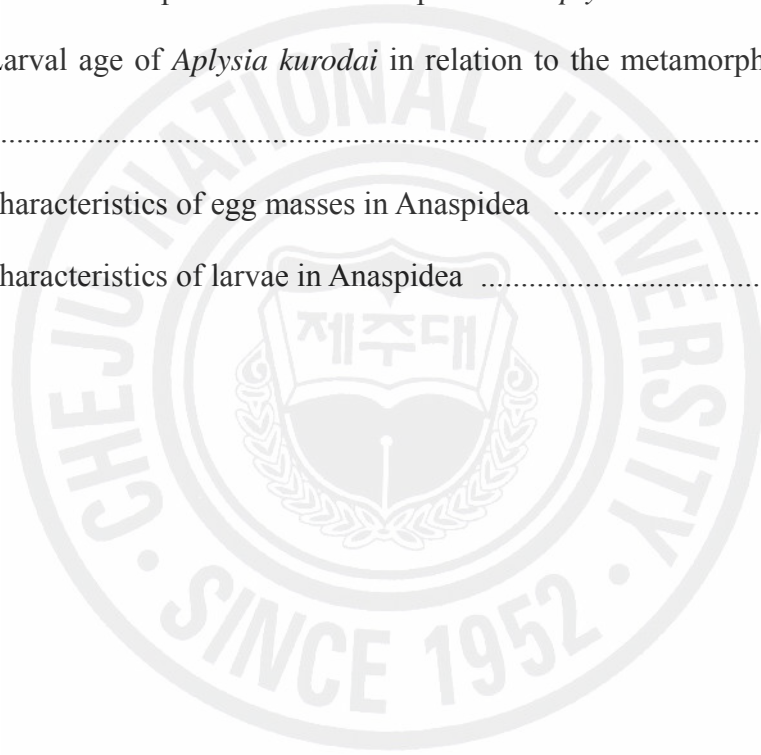 Larval age of Aplysia kurodai in relation to the metamorph
........................................................................................................
haracteristics of egg masses in Anaspidea ............................
haracteristics of larvae in Anaspidea .....................................
CHEJU NATIONAL UNIVERSITY
제주대
· SINCE 1952 ·